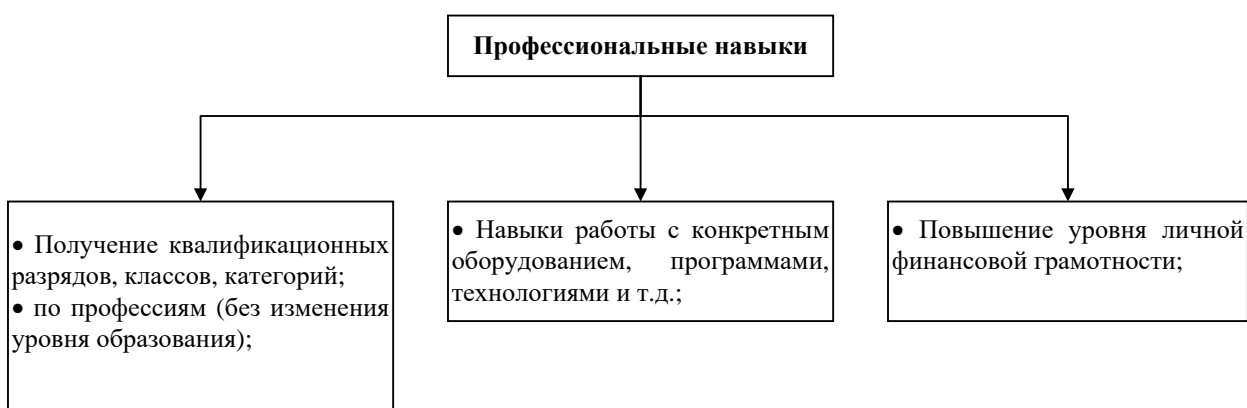 Профессиональные навыки
• Получение квалификационных
разрядов, классов, категорий;
• по профессиям (без изменения
уровня образования);
• Навыки работы с конкретным
оборудованием, программами,
технологиями и т.д.;
• Повышение уровня личной
финансовой грамотности;